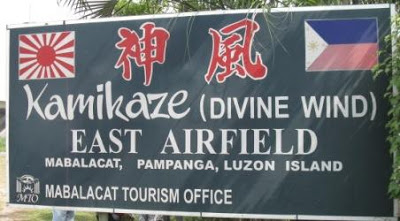 神風
Kamikaze (DIVINE WIND)
EAST AIRFIELD
MABALACAT, PAMPANGA, LUZON ISLAND
MTO
MABALACAT TOURISM OFFICE